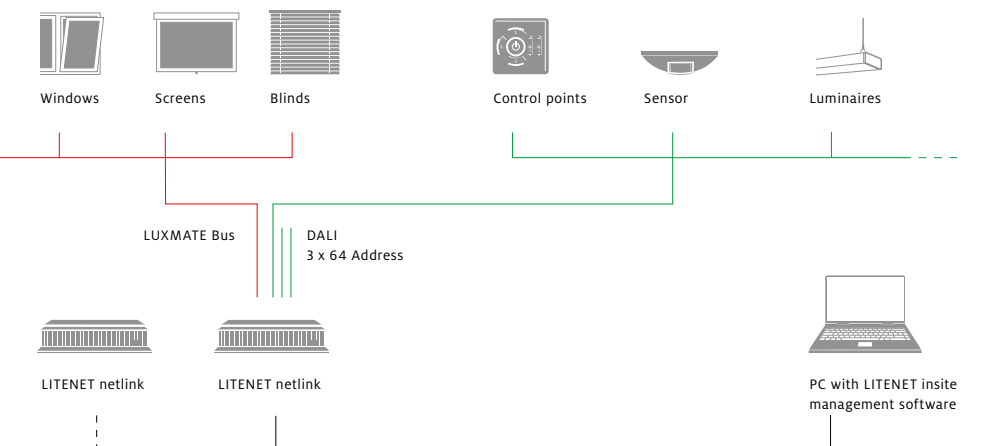 Windows
Screens
Blinds
Control points
Sensor
Luminaires
LUXMATE Bus
DALI
3 x 64 Address
LITENET netlink
LITENET netlink
PC with LITENET insite
management software